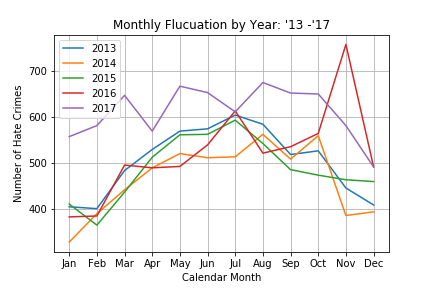 Monthly Flucuation by Year: '13 -'17
2013
2014
2015
2016
2017
Number of Hate Crimes
700
600
500
400
Jan Feb Mar Apr May Jun Jul Aug Sep Oct Nov Dec
Calendar Month